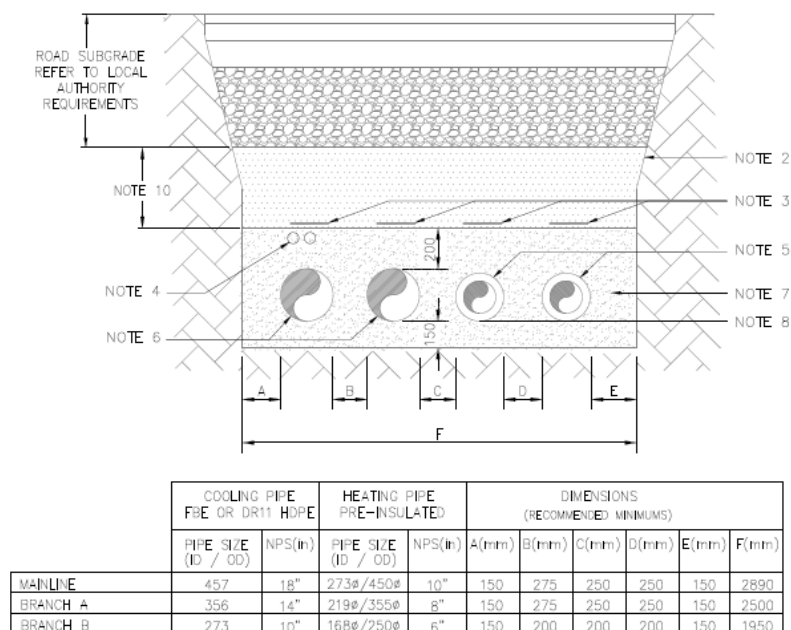 ROAD SUBGRADE
REFER TO LOCAL
AUTHORITY
REQUIREMENTS
NOTE 2
NOTE 10
NOTE 3
200
NOTE 5
NOTE 4
NOTE 7
NOTE 8
NOTE 6
150
A B C D E
F
COOLING PIPE HEATING PIPE DIMENSIONS
FBE OR DR11 HDPE PRE-INSULATED (RECOMMENDED MINIMUMS)
PIPE SIZE NPS(in) PIPE SIZE NPS(in) A(mm) B(mm) C(mm) D(mm) E(mm) F(mm)
(ID / OD) (ID / OD)
MAINLINE 457 18" 273ø/450ø 10" 150 275 250 250 150 2890
BRANCH A 356 14" 219ø/355ø 8" 150 275 250 250 150 2500
BRANCH B 273 10" 168ø/250ø 6" 150 200 200 200 150 1950